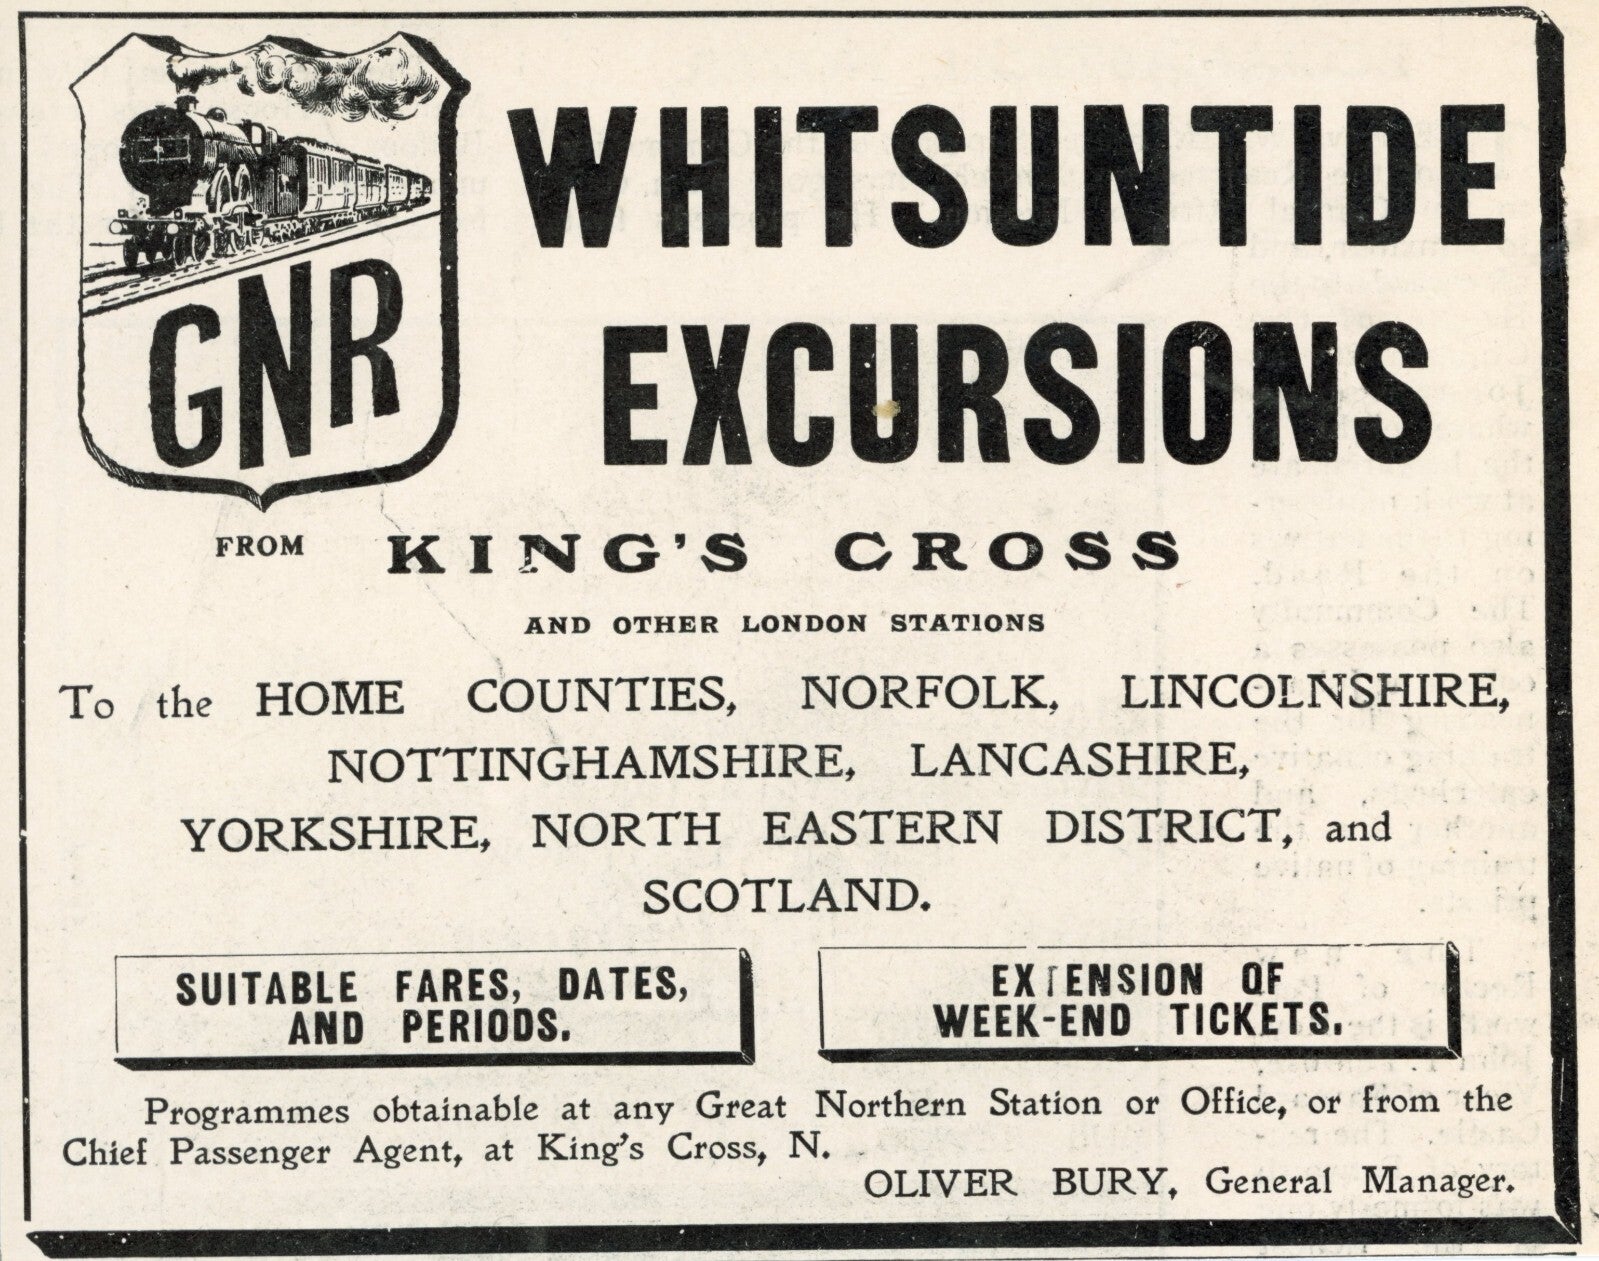 GNR
WHITSUNTIDE
EXCURSIONS
FROM KING'S CROSS
AND OTHER LONDON STATIONS
To the HOME COUNTIES, NORFOLK, LINCOLNSHIRE,
NOTTINGHAMSHIRE, LANCASHIRE,
YORKSHIRE, NORTH EASTERN DISTRICT, and
SCOTLAND.
SUITABLE FARES, DATES,
AND PERIODS.
EXTENSION OF
WEEK-END TICKETS.
Programmes obtainable at any Great Northern Station or Office, or from the
Chief Passenger Agent, at King's Cross, N.
OLIVER BURY, General Manager.